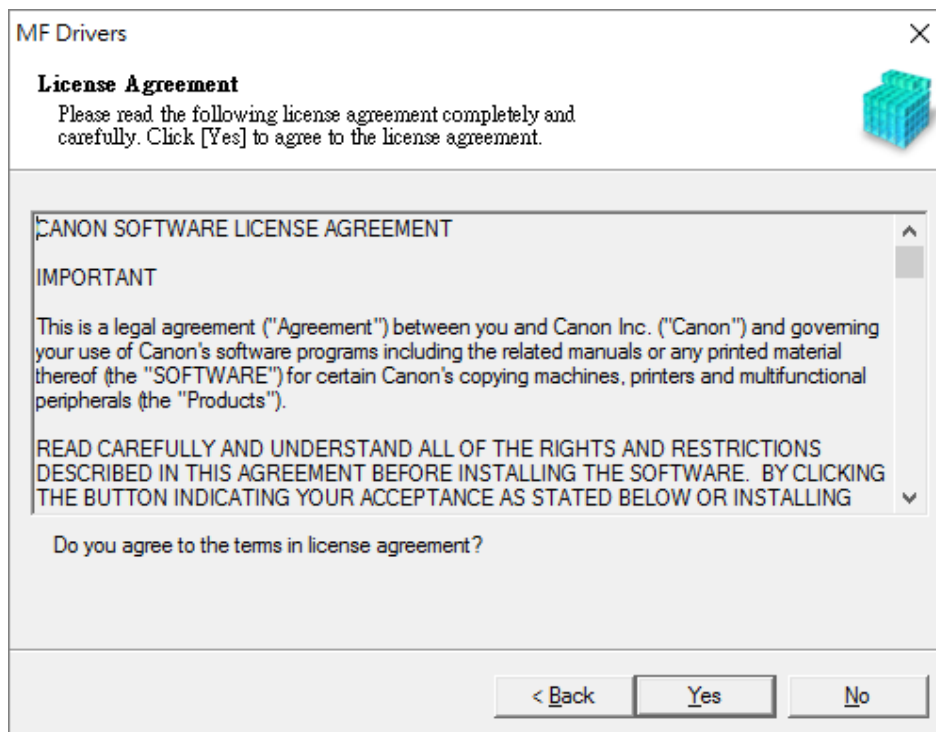 MF Drivers
License Agreement
Please read the following license agreement completely and
carefully. Click [Yes] to agree to the license agreement.
CANON SOFTWARE LICENSE AGREEMENT
IMPORTANT
This is a legal agreement ("Agreement") between you and Canon Inc. ("Canon") and governing
your use of Canon's software programs including the related manuals or any printed material
thereof (the "SOFTWARE") for certain Canon's copying machines, printers and multifunctional
peripherals (the "Products").
READ CAREFULLY AND UNDERSTAND ALL OF THE RIGHTS AND RESTRICTIONS
DESCRIBED IN THIS AGREEMENT BEFORE INSTALLING THE SOFTWARE.  BY CLICKING
THE BUTTON INDICATING YOUR ACCEPTANCE AS STATED BELOW OR INSTALLING
Do you agree to the terms in license agreement?
< Back
Yes
No